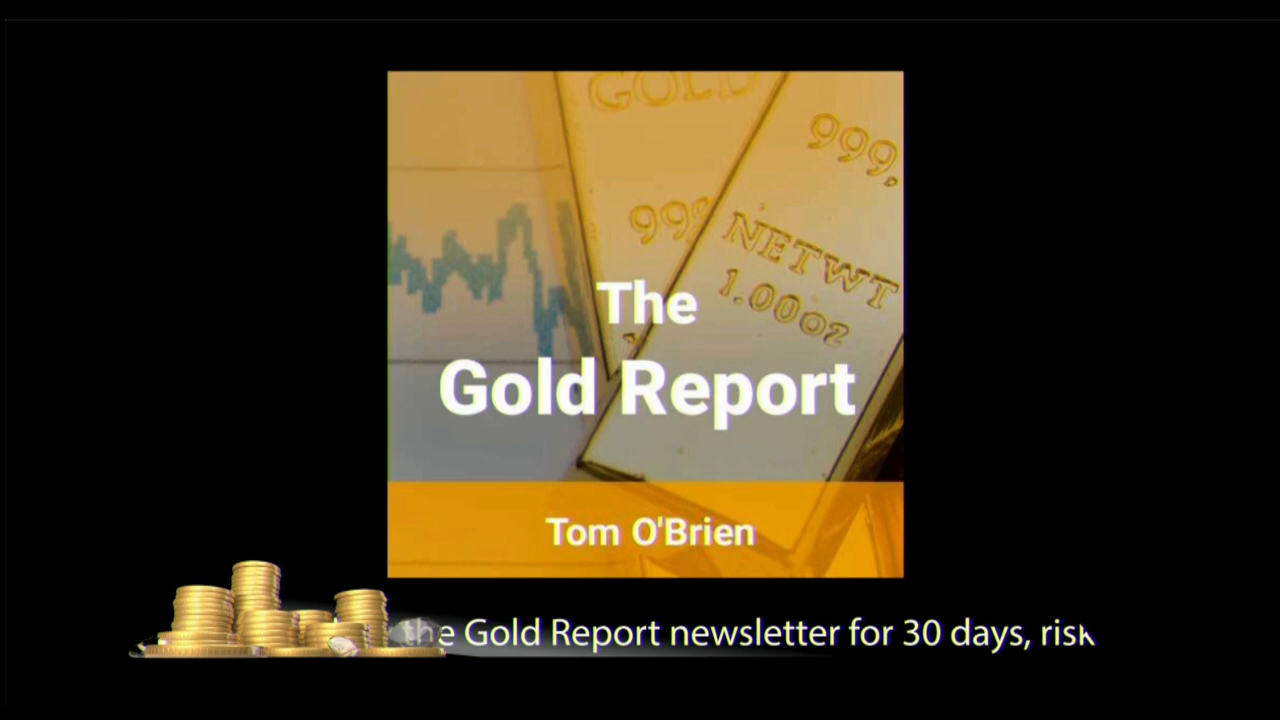 GOLD
999.
999
NETWT
1.00OZ
The
Gold Report
Tom O'Brien
the Gold Report newsletter for 30 days, risk